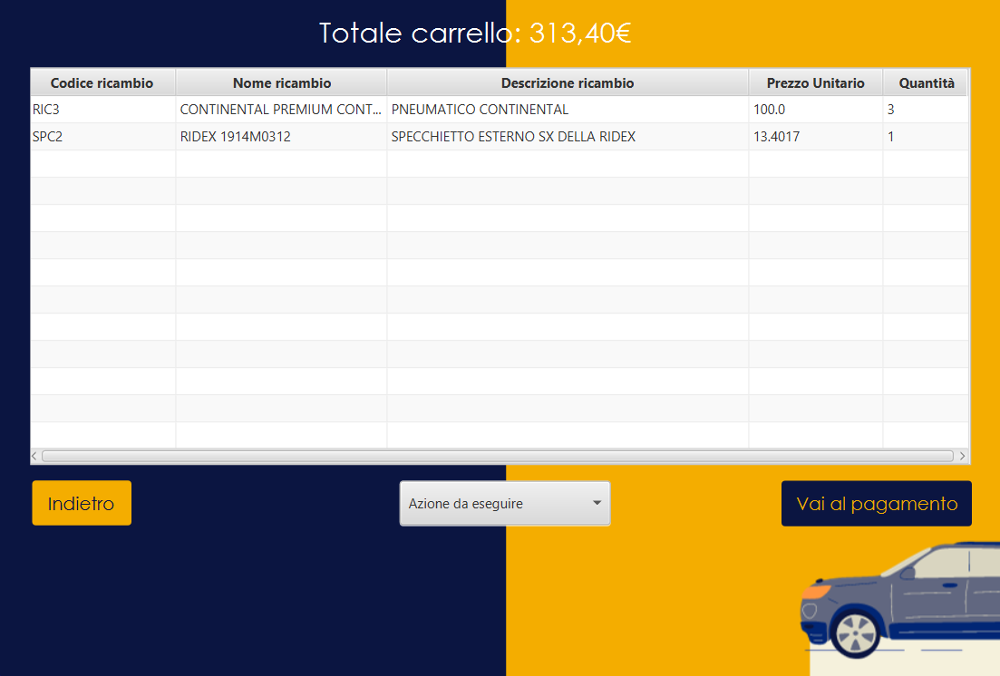 Totale carrello: 313,40€
Codice ricambio Nome ricambio Descrizione ricambio Prezzo Unitario Quantità
RIC3 CONTINENTAL PREMIUM CONT... PNEUMATICO CONTINENTAL 100.0 3
SPC2 RIDEX 1914M0312 SPECCHIETTO ESTERNO SX DELLA RIDEX 13.4017 1
Indietro Azione da eseguire Vai al pagamento